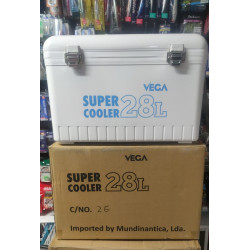 VEGA
SUPER
COOLER 28L
VEGA
SUPER
COOLER 28L
C/NO. 26
Imported by Mundinantica, Lda.